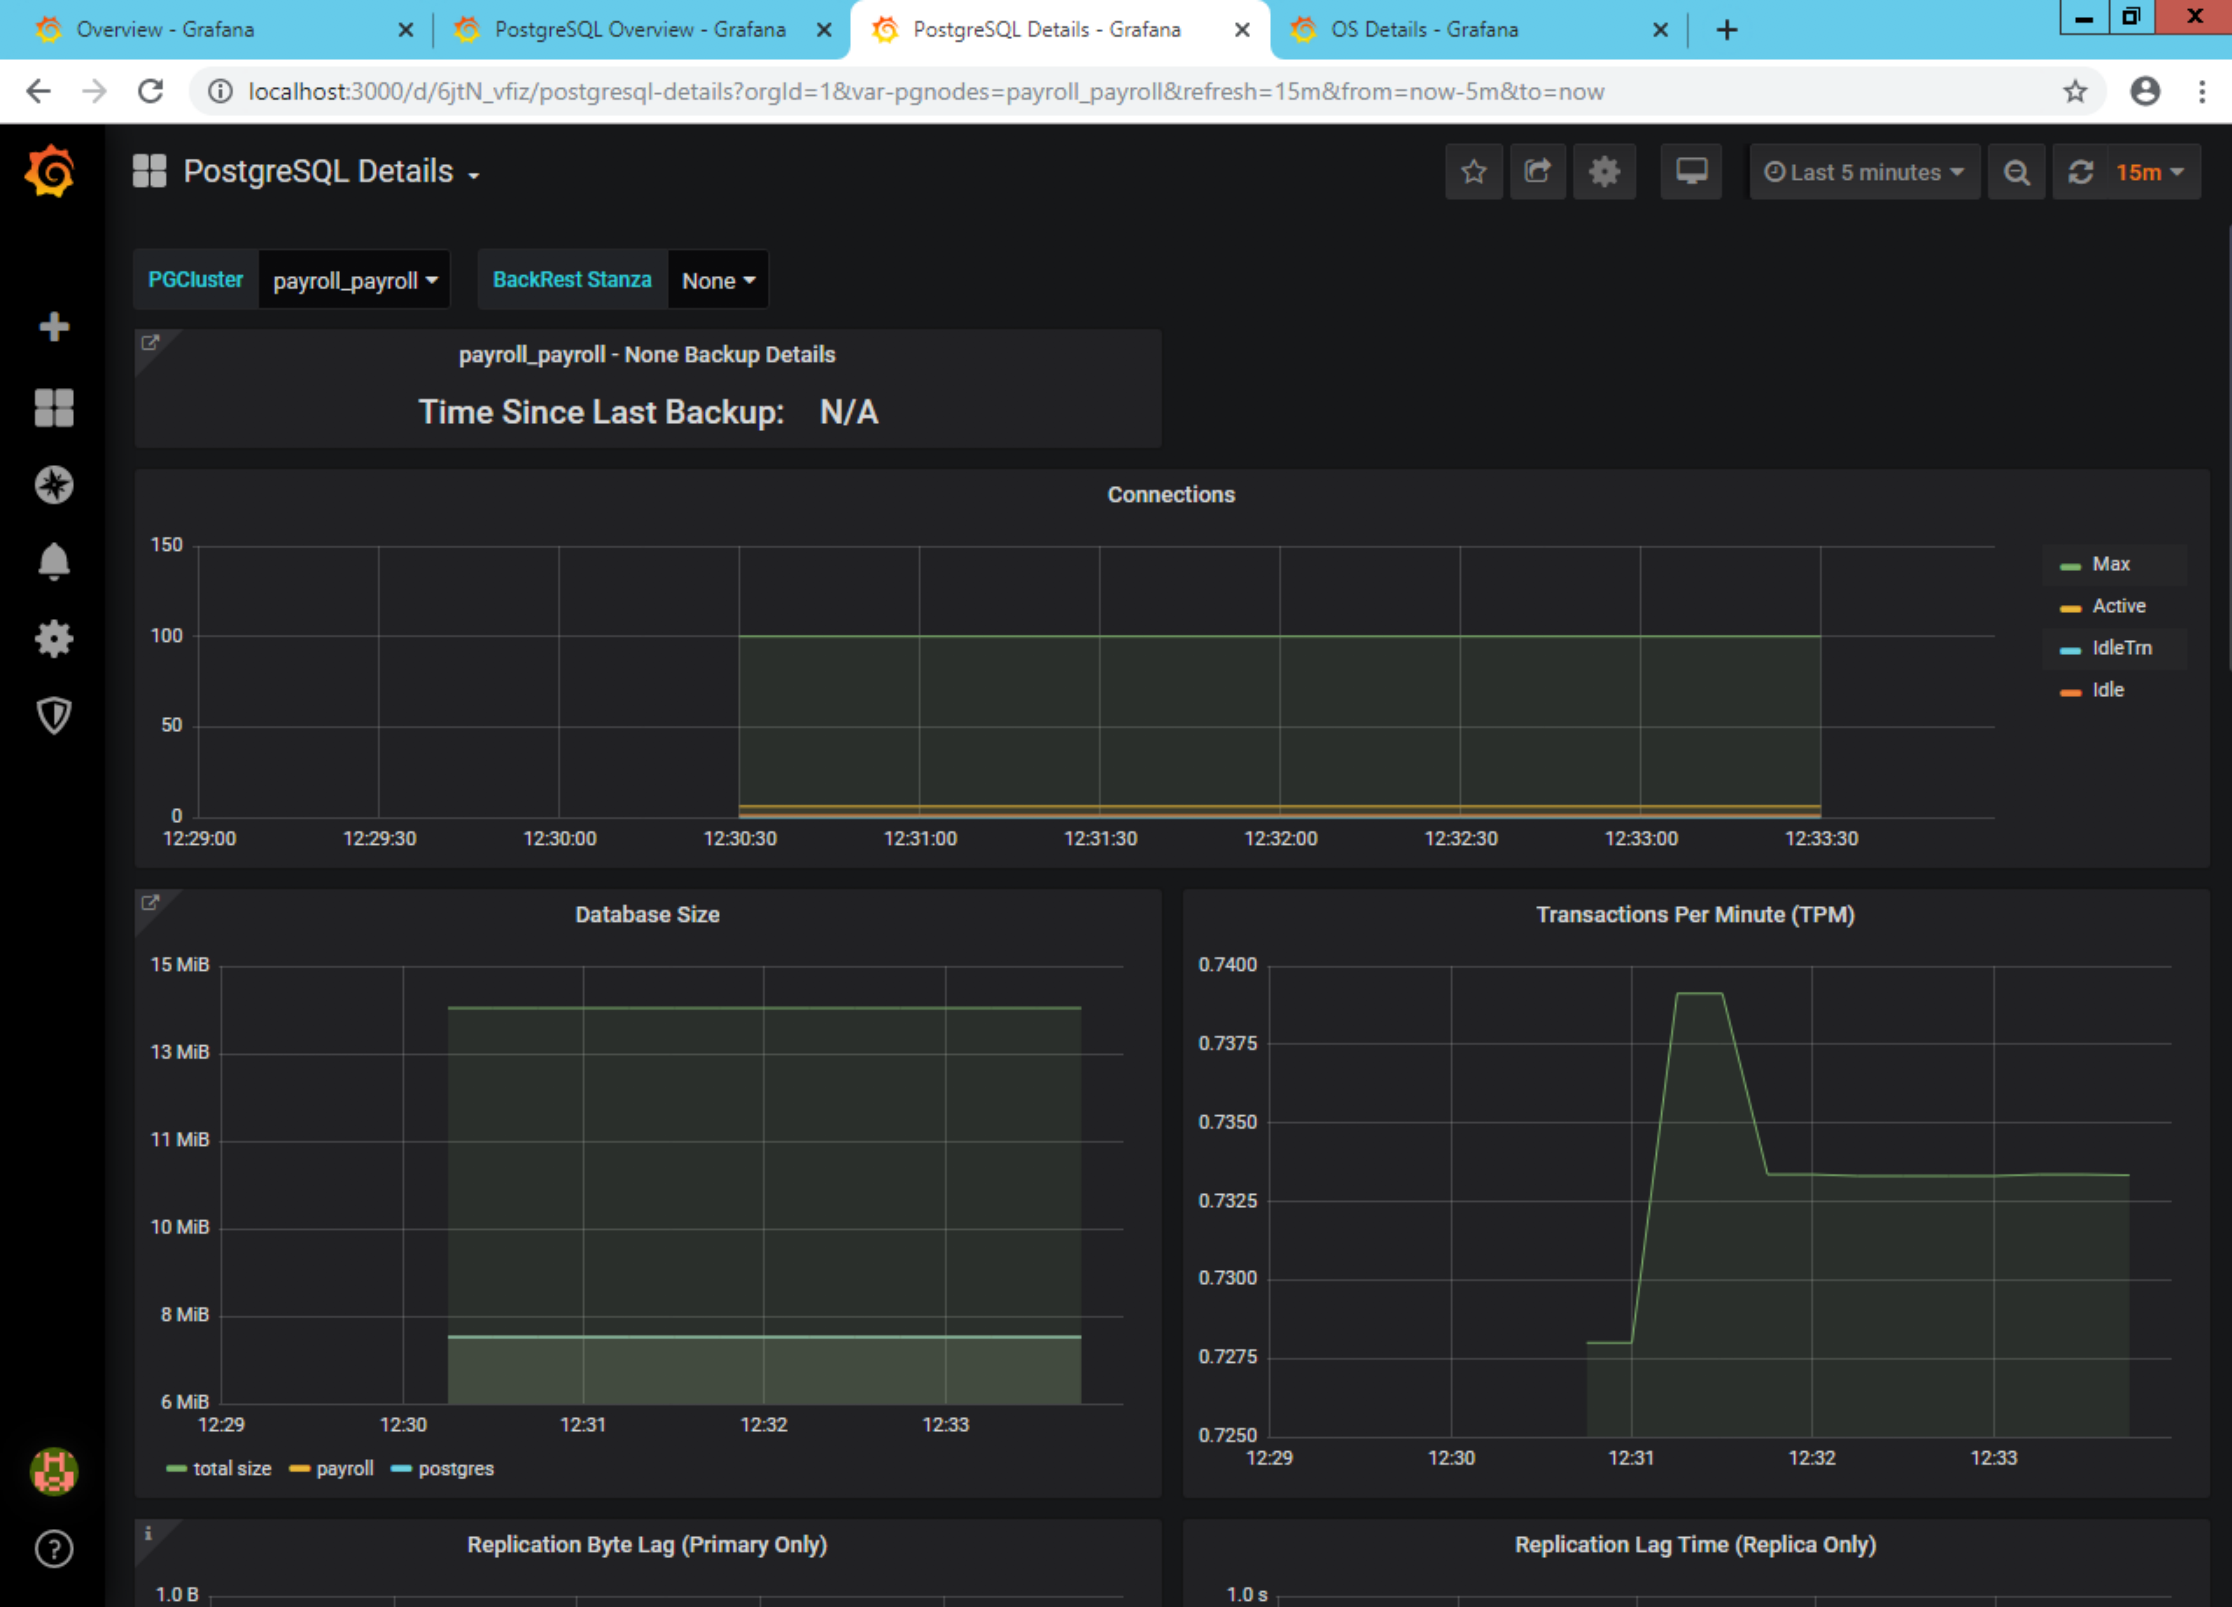 Overview - Grafana
PostgreSQL Overview - Grafana
PostgreSQL Details - Grafana
OS Details - Grafana
localhost:3000/d/6jtN_vfiz/postgresql-details?orgId=1&var-pgnodes=payroll_payroll&refresh=15m&from=now-5m&to=now
PostgreSQL Details
Last 5 minutes
15m
PGCluster payroll_payroll
BackRest Stanza None
payroll_payroll - None Backup Details
Time Since Last Backup: N/A
Connections
150
100
50
0
12:29:00 12:29:30 12:30:00 12:30:30 12:31:00 12:31:30 12:32:00 12:32:30 12:33:00 12:33:30
Max
Active
IdleTrn
Idle
Database Size
15 MiB
13 MiB
11 MiB
10 MiB
8 MiB
6 MiB
12:29 12:30 12:31 12:32 12:33
total size payroll postgres
Transactions Per Minute (TPM)
0.7400
0.7375
0.7350
0.7325
0.7300
0.7275
0.7250
12:29 12:30 12:31 12:32 12:33
Replication Byte Lag (Primary Only)
1.0 B
Replication Lag Time (Replica Only)
1.0 s